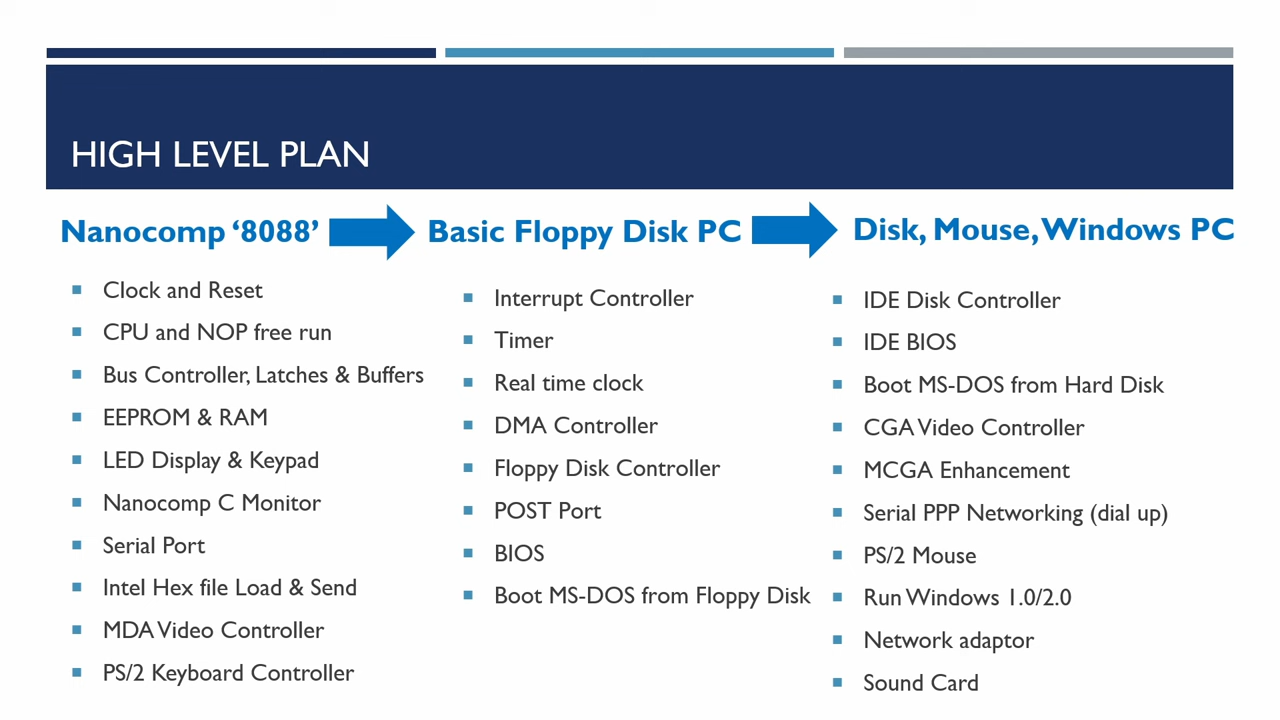 HIGH LEVEL PLAN
Nanocomp ‘8088’
Clock and Reset
CPU and NOP free run
Bus Controller, Latches & Buffers
EEPROM & RAM
LED Display & Keypad
Nanocomp C Monitor
Serial Port
Intel Hex file Load & Send
MDA Video Controller
PS/2 Keyboard Controller
Basic Floppy Disk PC
Interrupt Controller
Timer
Real time clock
DMA Controller
Floppy Disk Controller
POST Port
BIOS
Boot MS-DOS from Floppy Disk
Disk, Mouse, Windows PC
IDE Disk Controller
IDE BIOS
Boot MS-DOS from Hard Disk
CGA Video Controller
MCGA Enhancement
Serial PPP Networking (dial up)
PS/2 Mouse
Run Windows 1.0/2.0
Network adaptor
Sound Card